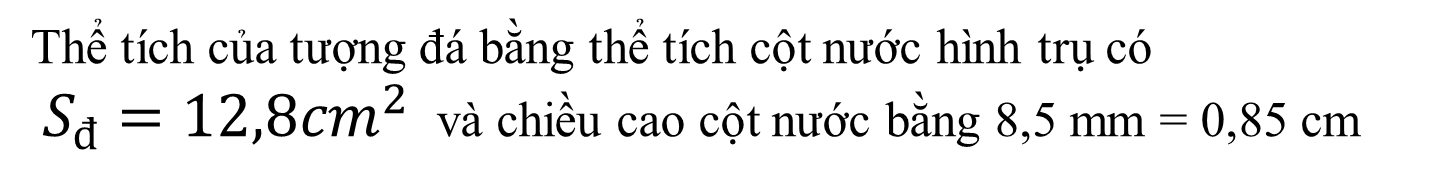 Thể tích của tượng đá bằng thể tích cột nước hình trụ có
S_đ = 12,8cm² và chiều cao cột nước bằng 8,5 mm = 0,85 cm